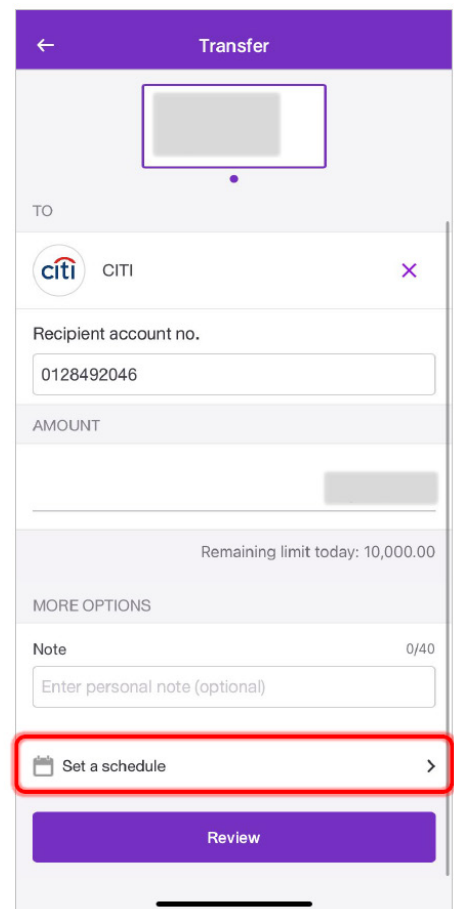 Transfer
TO
citi CITI
Recipient account no.
0128492046
AMOUNT
Remaining limit today: 10,000.00
MORE OPTIONS
Note 0/40
Enter personal note (optional)
Set a schedule
Review